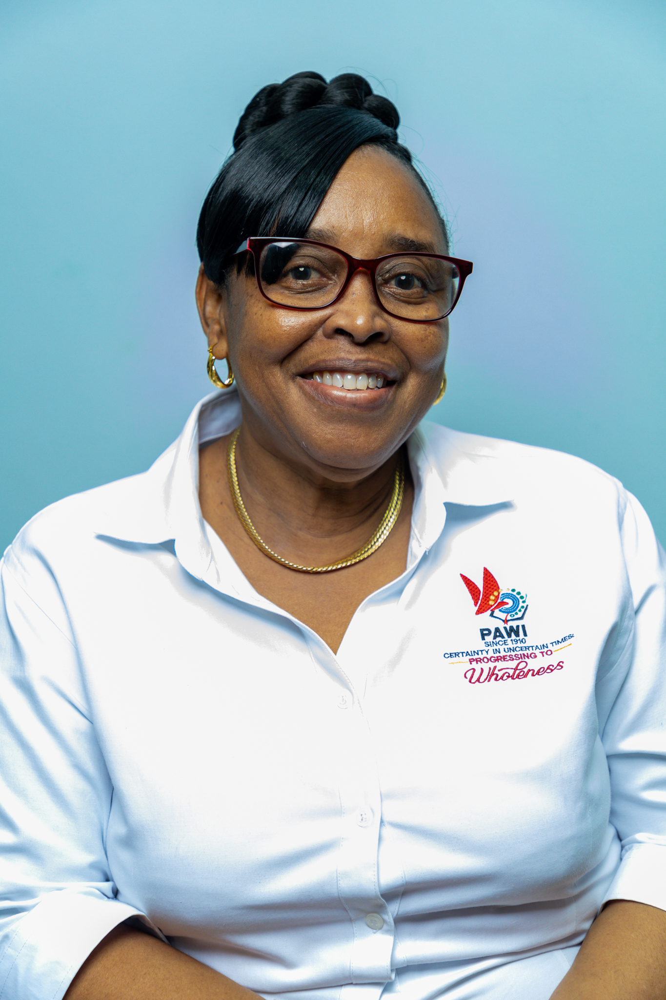 PAWI
SINCE 1910
CERTAINTY IN UNCERTAIN TIMES:
PROGRESSING TO
Wholeness